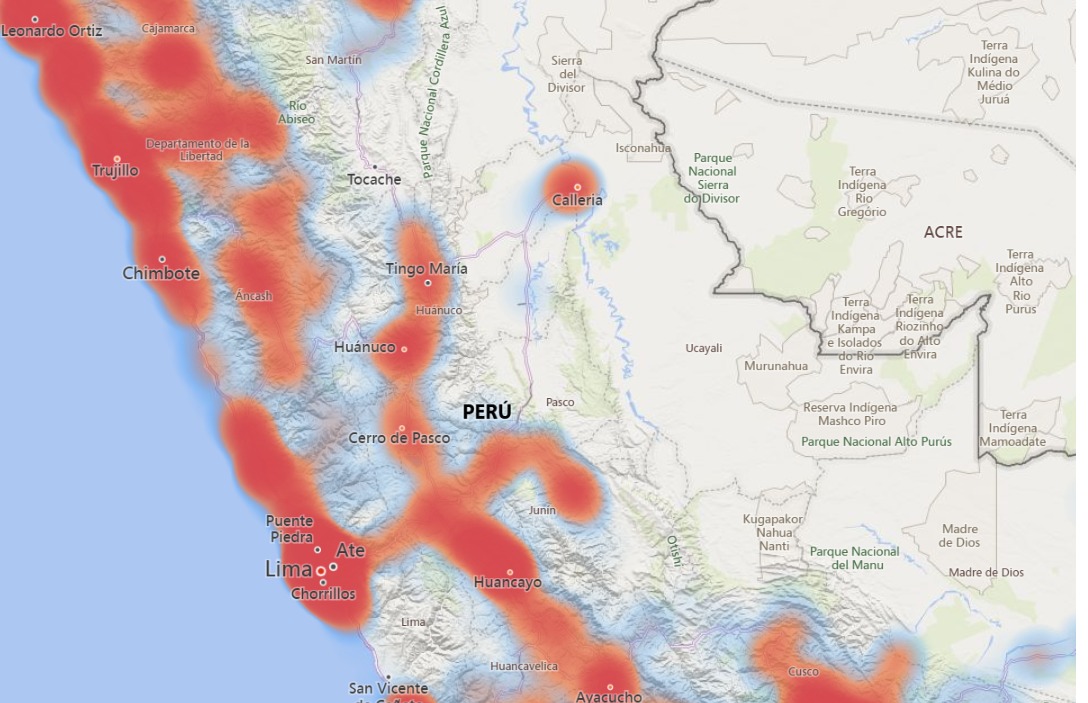 Leonardo Ortiz
Cajamarca
San Martín
Parque Nacional Cordillera Azul
Sierra
del
Divisor
Terra
Indígena
Kulina do
Médio
Juruá
Río
Abiseo
Departamento de la
Libertad
Trujillo
Tocache
Isconahua
Parque
Nacional
Sierra
do Divisor
Terra
Indígena
Rio
Gregório
Calleria
ACRE
Chimbote
Tingo María
Áncash
Huánuco
Terra
Indígena
Alto
Rio
Purus
Terra
Indígena
Kampa
e Isolados
do Rio
Envira
Terra
Indígena
Riozinho
do Alto
Envira
Huánuco
Ucayali
Murunahua
PERÚ
Pasco
Reserva Indígena
Mashco Piro
Parque Nacional Alto Purús
Terra
Indígena
Mamoadate
Cerro de Pasco
Junín
Puente
Piedra
Ate
Lima
Chorrillos
Otishi
Kugapakor
Nahua
Nanti
Parque Nacional
del Manu
Madre
de Dios
Madre de Dios
Huancayo
Lima
Huancavelica
Cusco
San Vicente
de Cañete
Ayacucho